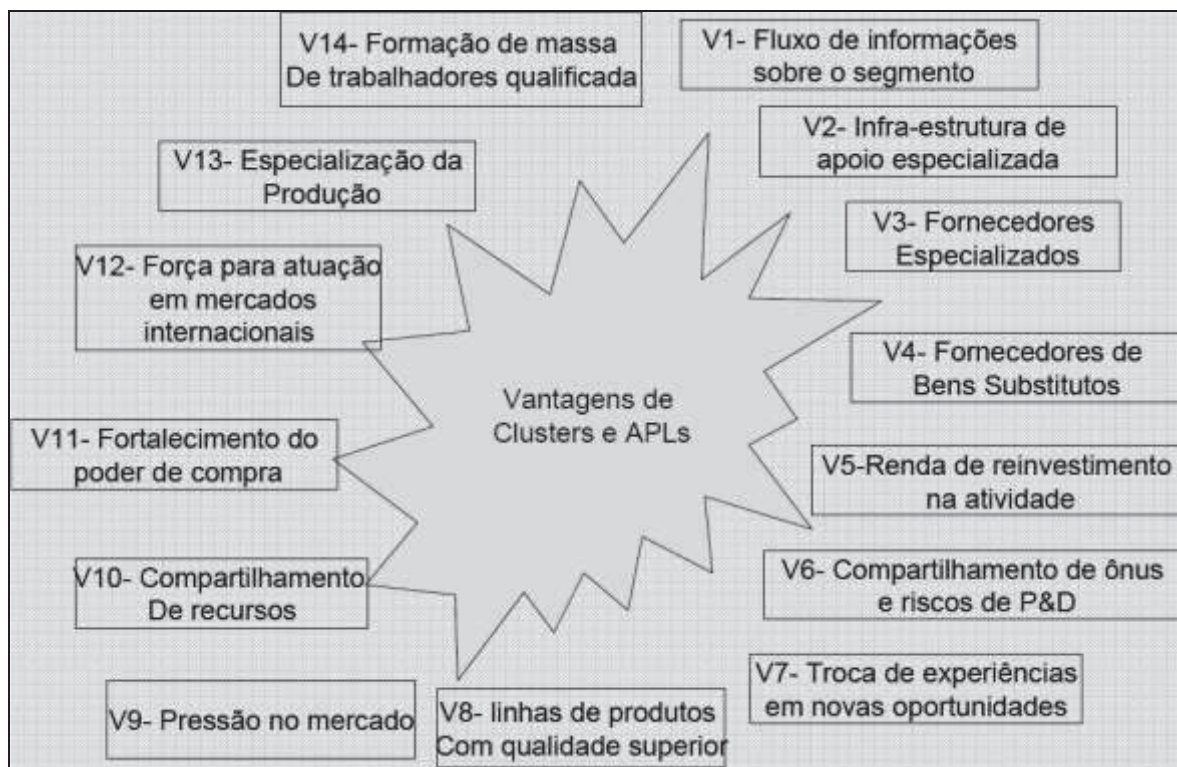 V14- Formação de massa
De trabalhadores qualificada
V1- Fluxo de informações
sobre o segmento
V2- Infra-estrutura de
apoio especializada
V13- Especialização da
Produção
V3- Fornecedores
Especializados
V12- Força para atuação
em mercados
internacionais
V4- Fornecedores de
Bens Substitutos
Vantagens de
Clusters e APLs
V11- Fortalecimento do
poder de compra
V5-Renda de reinvestimento
na atividade
V10- Compartilhamento
De recursos
V6- Compartilhamento de ônus
e riscos de P&D
V7- Troca de experiências
em novas oportunidades
V9- Pressão no mercado
V8- linhas de produtos
Com qualidade superior